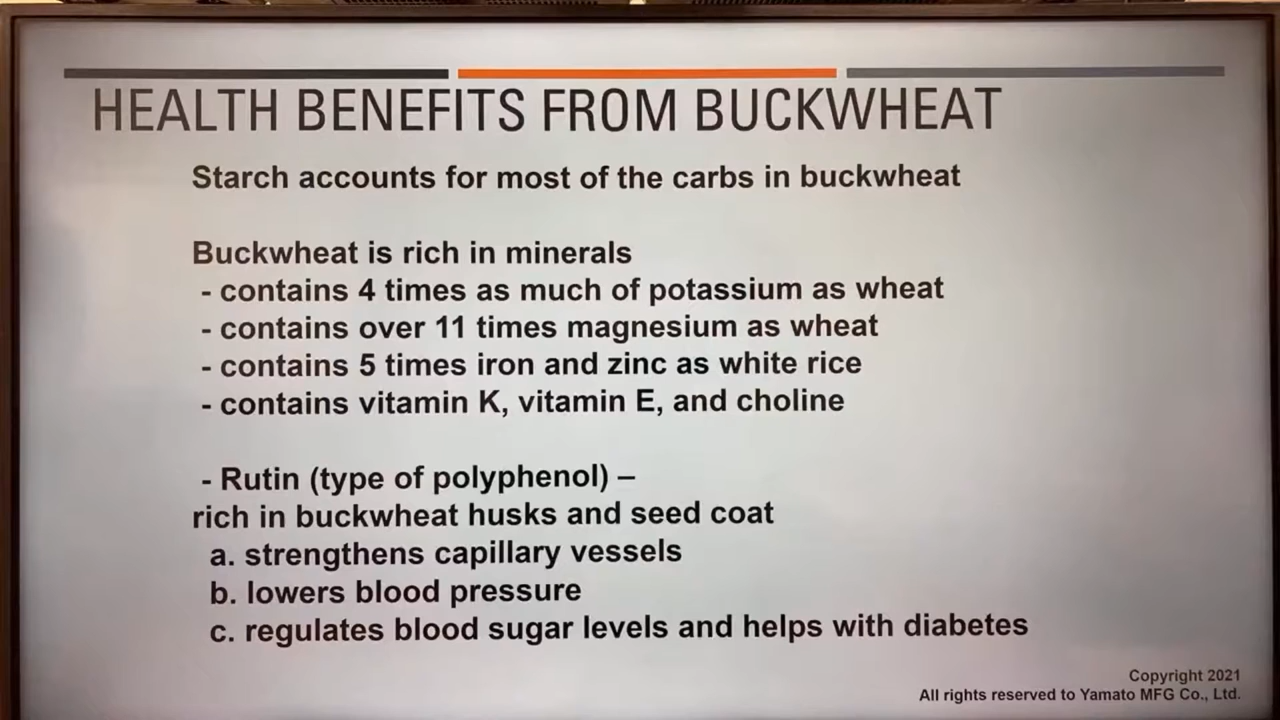 HEALTH BENEFITS FROM BUCKWHEAT
Starch accounts for most of the carbs in buckwheat
Buckwheat is rich in minerals
- contains 4 times as much of potassium as wheat
- contains over 11 times magnesium as wheat
- contains 5 times iron and zinc as white rice
- contains vitamin K, vitamin E, and choline
- Rutin (type of polyphenol) –
rich in buckwheat husks and seed coat
a. strengthens capillary vessels
b. lowers blood pressure
c. regulates blood sugar levels and helps with diabetes
Copyright 2021
All rights reserved to Yamato MFG Co., Ltd.